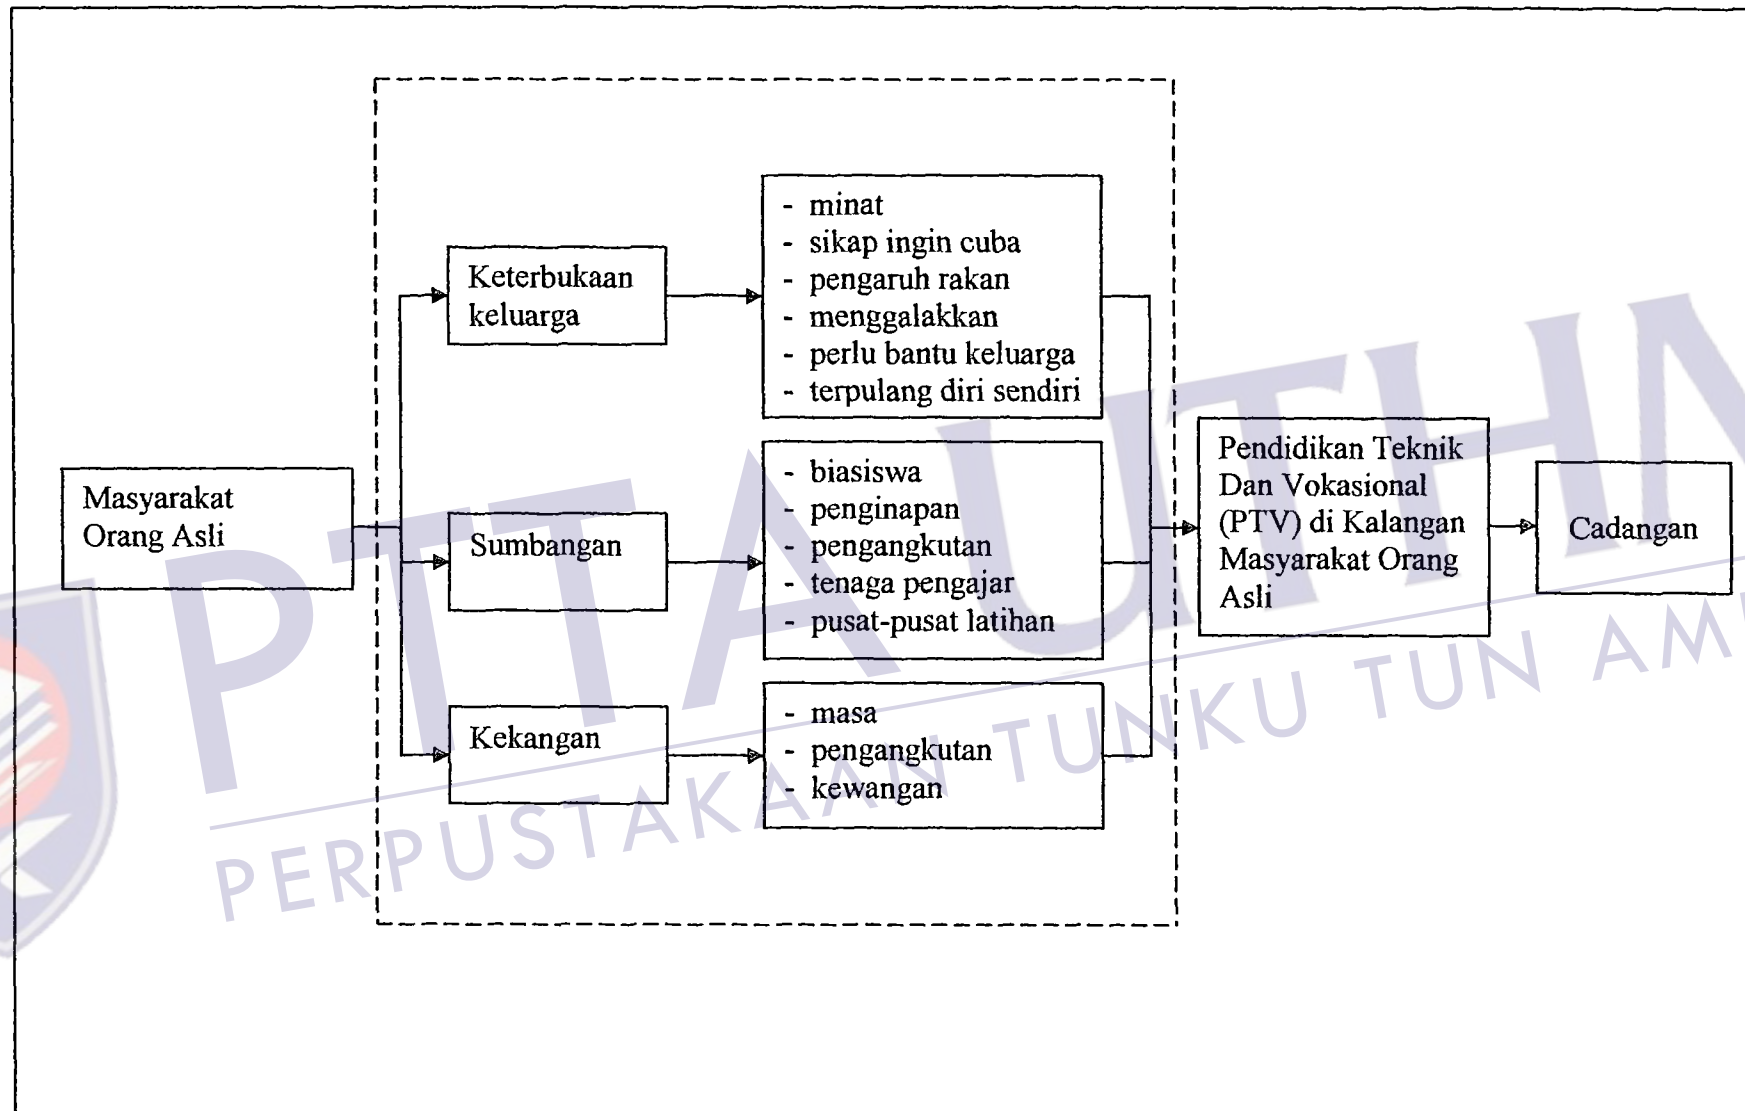 Masyarakat
Orang Asli
Keterbukaan
keluarga
- minat
- sikap ingin cuba
- pengaruh rakan
- menggalakkan
- perlu bantu keluarga
- terpulang diri sendiri
Sumbangan
- biasiswa
- penginapan
- pengangkutan
- tenaga pengajar
- pusat-pusat latihan
Kekangan
- masa
- pengangkutan
- kewangan
Pendidikan Teknik
Dan Vokasional
(PTV) di Kalangan
Masyarakat Orang
Asli
Cadangan
PTTA UTHM
PERPUSTAKAAN TUNKU TUN AM